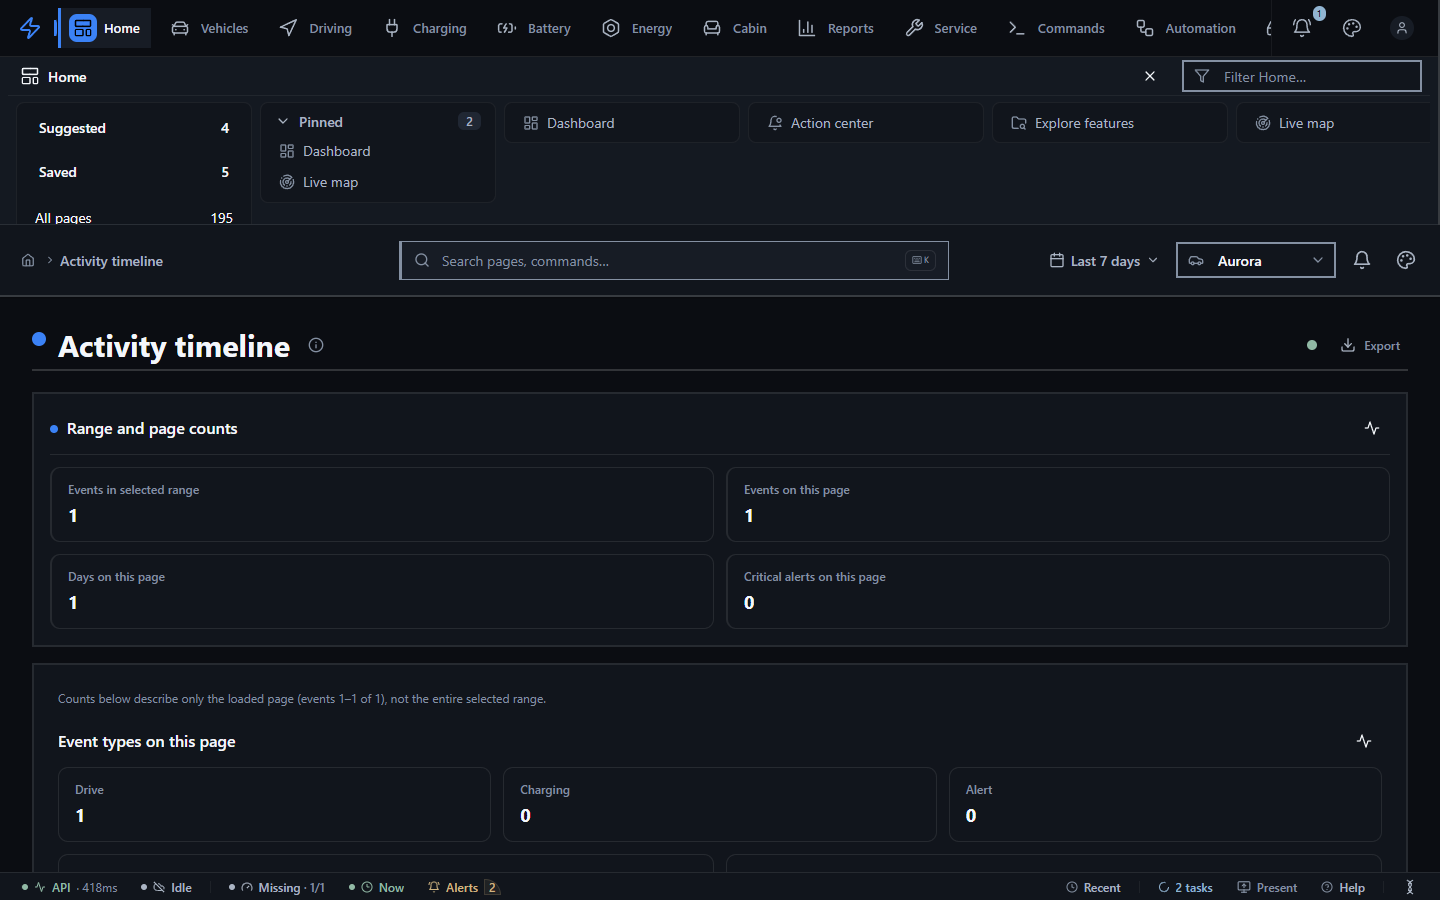 Home
Vehicles
Driving
Charging
Battery
Energy
Cabin
Reports
Service
Commands
Automation
1
Home
Filter Home...
Suggested 4
Saved 5
All pages 195
Pinned 2
Dashboard
Live map
Dashboard
Action center
Explore features
Live map
Activity timeline
Search pages, commands...
K
Last 7 days
Aurora
Activity timeline
Export
Range and page counts
Events in selected range
1
Events on this page
1
Days on this page
1
Critical alerts on this page
0
Counts below describe only the loaded page (events 1–1 of 1), not the entire selected range.
Event types on this page
Drive
1
Charging
0
Alert
0
API · 418ms
Idle
Missing · 1/1
Now
Alerts 2
Recent
2 tasks
Present
Help